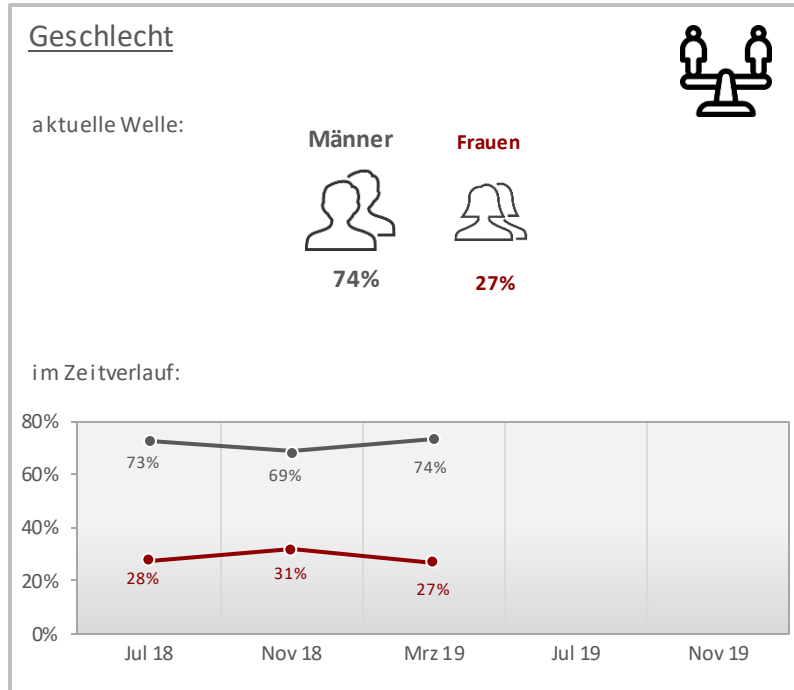 Geschlecht
aktuelle Welle:
Männer Frauen
74% 27%
im Zeitverlauf:
80%
73% 69% 74%
60%
40%
28% 31% 27%
20%
0%
Jul 18 Nov 18 Mrz 19 Jul 19 Nov 19